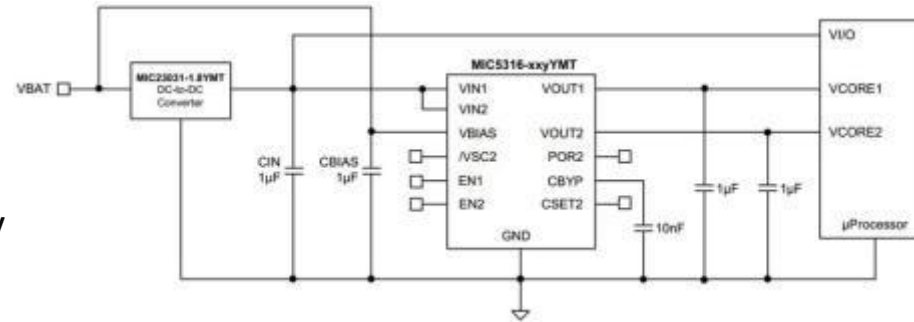 VBAT
MIC23031-1.8YMT
DC-to-DC
Converter
CIN
1µF
CBIAS
1µF
MIC5316-xxyYMT
VIN1
VIN2
VBIAS
/VSC2
EN1
EN2
VOUT1
VOUT2
POR2
CBYP
CSET2
GND
10nF
1µF
1µF
VI/O
VCORE1
VCORE2
µProcessor
y